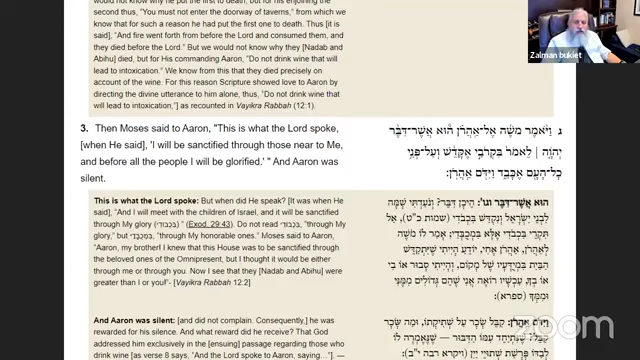 would not know why he put the first to death, but for his enjoining the
second thus, "You must not enter the doorway of taverns," from which we
know that for such a reason he had put the first one to death. Thus [it is
said], "And fire went forth from before the Lord and consumed them, and
they died before the Lord." But we would not know why they [Nadab and
Abihu] died, but for His commanding Aaron, "Do not drink wine that will
lead to intoxication." We know from this that they died precisely on
account of the wine. For this reason Scripture showed love to Aaron by
directing the divine utterance to him alone, thus, "Do not drink wine that
will lead to intoxication," as recounted in Vayikra Rabbah (12:1).
3. Then Moses said to Aaron, "This is what the Lord spoke,
[when He said], 'I will be sanctified through those near to Me,
and before all the people I will be glorified.' " And Aaron was
silent.
ג וַיֹּאמֶר מֹשֶׁה אֶל־אַהֲרֹן הוּא אֲשֶׁר־דִּבֶּר
יְהֹוָה | לֵאמֹר בִּקְרֹבַי אֶקָּדֵשׁ וְעַל־פְּנֵי
כָל־הָעָם אֶכָּבֵד וַיִּדֹּם אַהֲרֹן:
This is what the Lord spoke: But when did He speak? [It was when He
said], "And I will meet with the children of Israel, and it will be sanctified
through My glory (בִּכְבוֹדִי)" (Exod. 29:43). Do not read בִּכְבוֹדִי, "through My
glory," but בִּמְכֻבָּדַי, "through My honorable ones." Moses said to Aaron,
"Aaron, my brother! I knew that this House was to be sanctified through
the beloved ones of the Omnipresent, but I thought it would be either
through me or through you. Now I see that they [Nadab and Abihu] were
greater than I or you!"- [Vayikra Rabbah 12:2]
הוּא אֲשֶׁר־דִּבֶּר וגו': הֵיכָן דִּבֶּר? וְנֹעַדְתִּי שָׁמָּה
לִבְנֵי יִשְׂרָאֵל וְנִקְדַּשׁ בִּכְבֹדִי (שמות כ"ט), אַל
תִּקְרֵי בִּכְבוֹדִי אֶלָּא בִּמְכֻבָּדַי; אָמַר לוֹ מֹשֶׁה
לְאַהֲרֹן, אַהֲרֹן אָחִי, יוֹדֵעַ הָיִיתִי שֶׁיִּתְקַדֵּשׁ
הַבַּיִת בִּמְיֻדָּעָיו שֶׁל מָקוֹם, וְהָיִיתִי סָבוּר אוֹ בִי
אוֹ בְךָ, עַכְשָׁיו רוֹאֶה אֲנִי שֶׁהֵם גְּדוֹלִים מִמֶּנִּי
וּמִמְּךָ (ספרא):
And Aaron was silent: [and did not complain. Consequently,] he was
rewarded for his silence. And what reward did he receive? That God
addressed him exclusively in the [ensuing] passage regarding those who
drink wine [as verse 8 says, "And the Lord spoke to Aaron, saying…"]. —
וַיִּדֹּם אַהֲרֹן: קִבֵּל שָׂכָר עַל שְׁתִיקָתוֹ, וּמַה שָּׂכָר
קִבֵּל? שֶׁנִּתְיַחֵד עִמּוֹ הַדִּבּוּר — שֶׁנֶּאֶמְרָה לוֹ
לְבַדּוֹ פָּרָשַׁת שְׁתוּיֵי יַיִן (ויקרא רבה י"ב):
Zalman bukiet
zoom